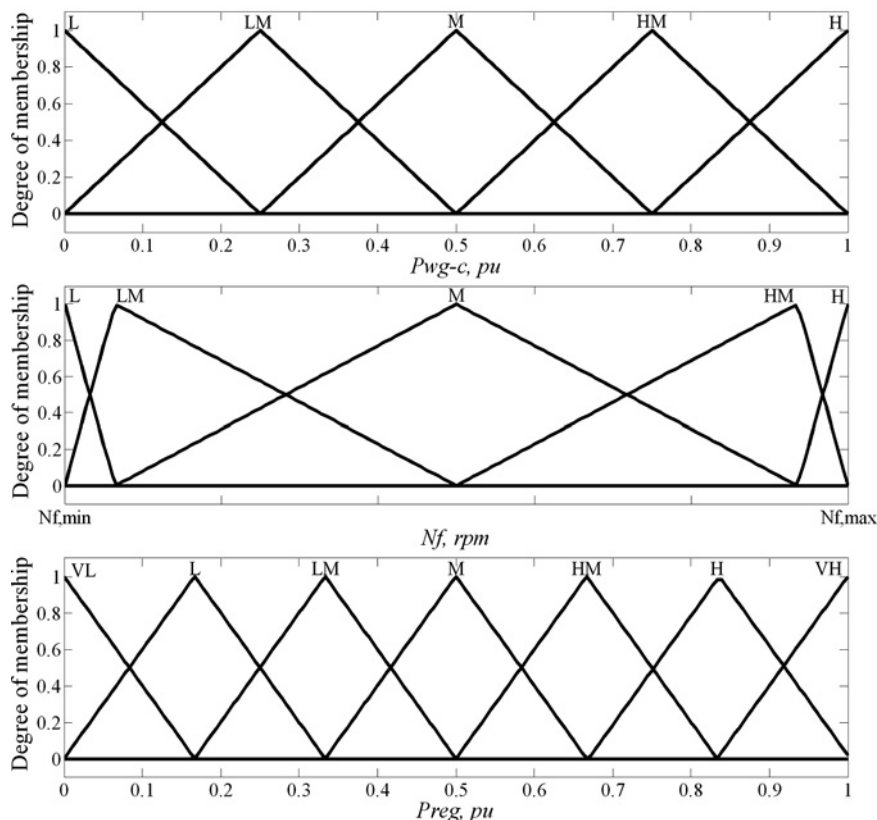 L LM M HM H
1
0.8
0.6
0.4
0.2
0
Degree of membership
0 0.1 0.2 0.3 0.4 0.5 0.6 0.7 0.8 0.9 1
Pwg-c, pu
L LM M HM H
1
0.8
0.6
0.4
0.2
0
Degree of membership
Nf,min Nf,max
Nf, rpm
VL L LM M HM H VH
1
0.8
0.6
0.4
0.2
0
Degree of membership
0 0.1 0.2 0.3 0.4 0.5 0.6 0.7 0.8 0.9 1
Preg, pu